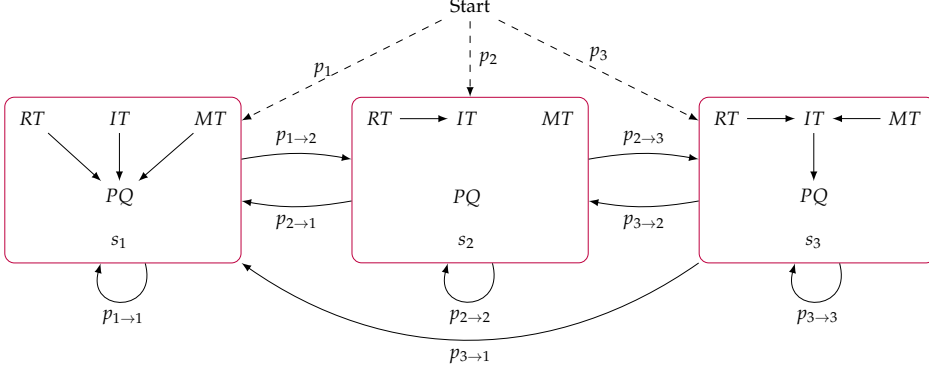 Start
p₁
p₂
p₃
RT IT MT
PQ
s₁
RT IT MT
PQ
s₂
RT IT MT
PQ
s₃
p₁→₂
p₂→₁
p₂→₃
p₃→₂
p₁→₁
p₂→₂
p₃→₃
p₃→₁